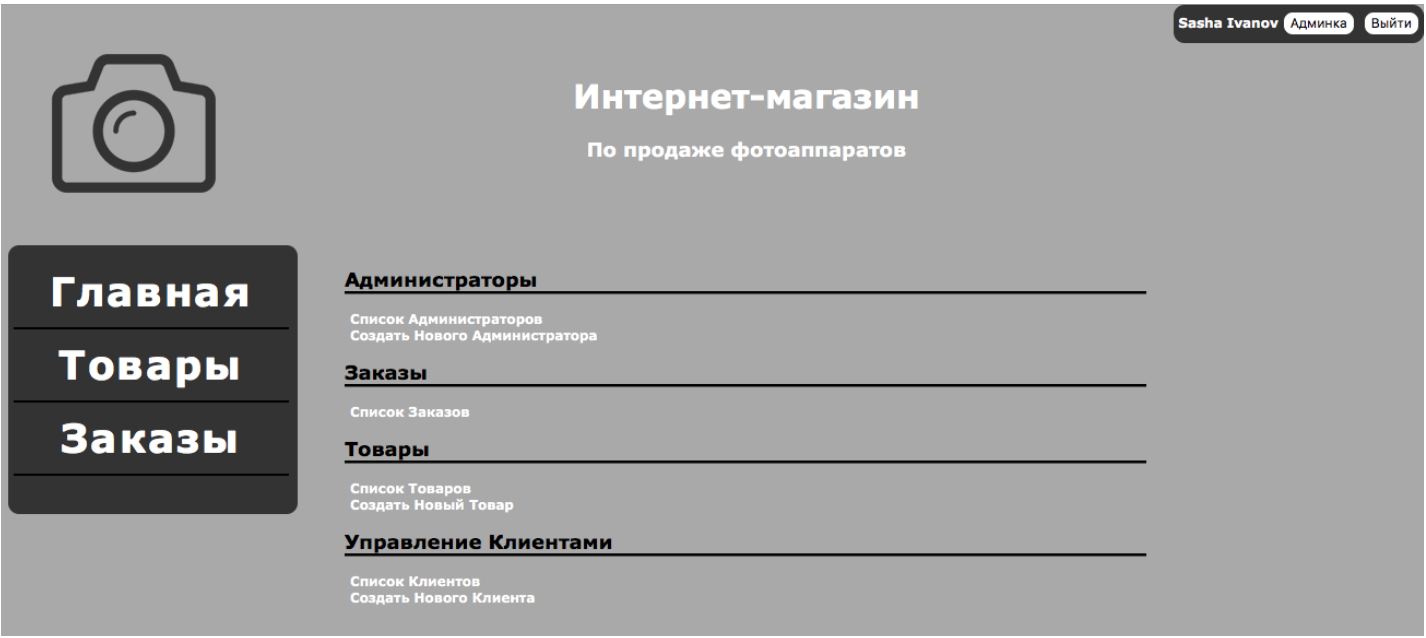 Sasha Ivanov Админка Выйти
Интернет-магазин
По продаже фотоаппаратов
Главная
Товары
Заказы
Администраторы
Список Администраторов
Создать Нового Администратора
Заказы
Список Заказов
Товары
Список Товаров
Создать Новый Товар
Управление Клиентами
Список Клиентов
Создать Нового Клиента